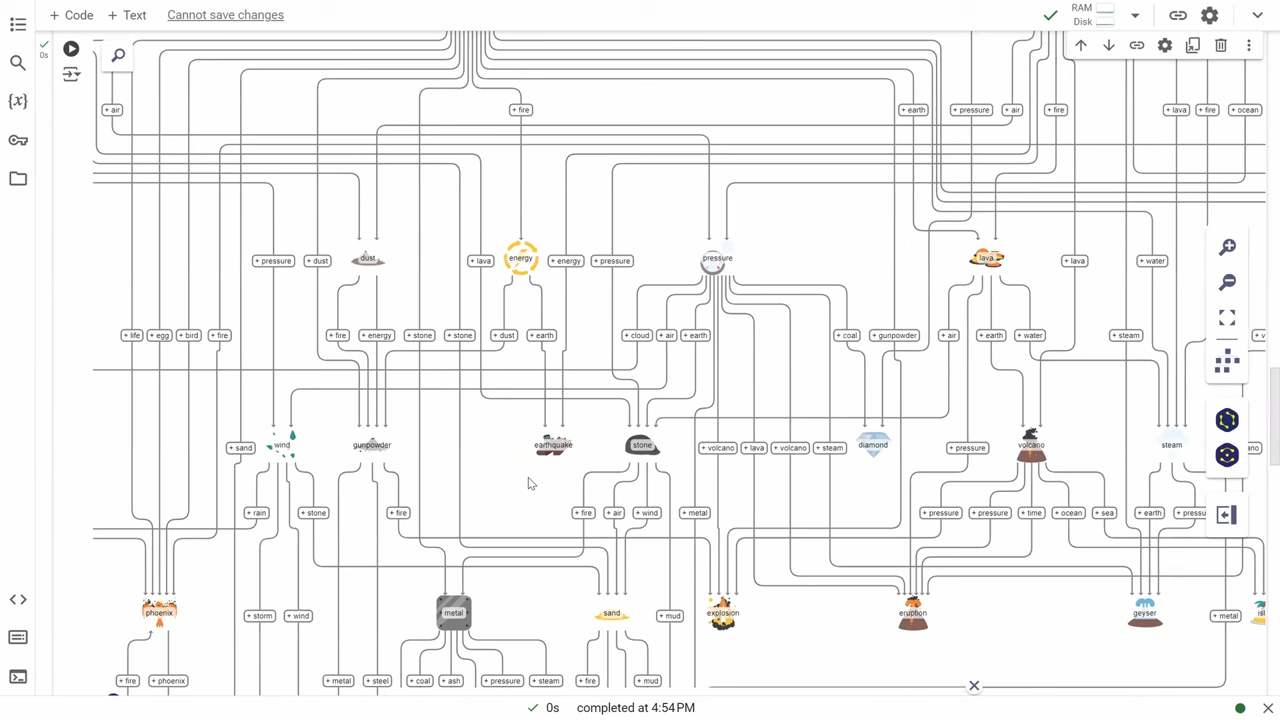 + Code + Text Cannot save changes
RAM
Disk
0s
{x}
+ air + fire + earth + pressure + air + fire + lava + fire + ocean
+ pressure + dust dust + lava energy + energy + pressure pressure lava + lava + water
+ life + egg + bird + fire + fire + energy + stone + stone + dust + earth + cloud + air + earth + coal + gunpowder + air + earth + water + steam
+ sand wind gunpowder earthquake stone + volcano + lava + volcano + steam diamond + pressure volcano steam
+ rain + stone + fire + fire + air + wind + metal + pressure + pressure + time + ocean + sea + earth
phoenix + storm + wind metal sand + mud explosion eruption geyser + metal
+ fire + phoenix + metal + steel + coal + ash + pressure + steam + fire + mud
0s completed at 4:54 PM